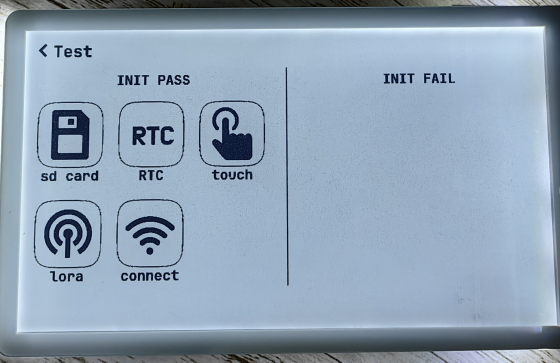 < Test
INIT PASS
INIT FAIL
RTC
sd card
RTC
touch
lora
connect